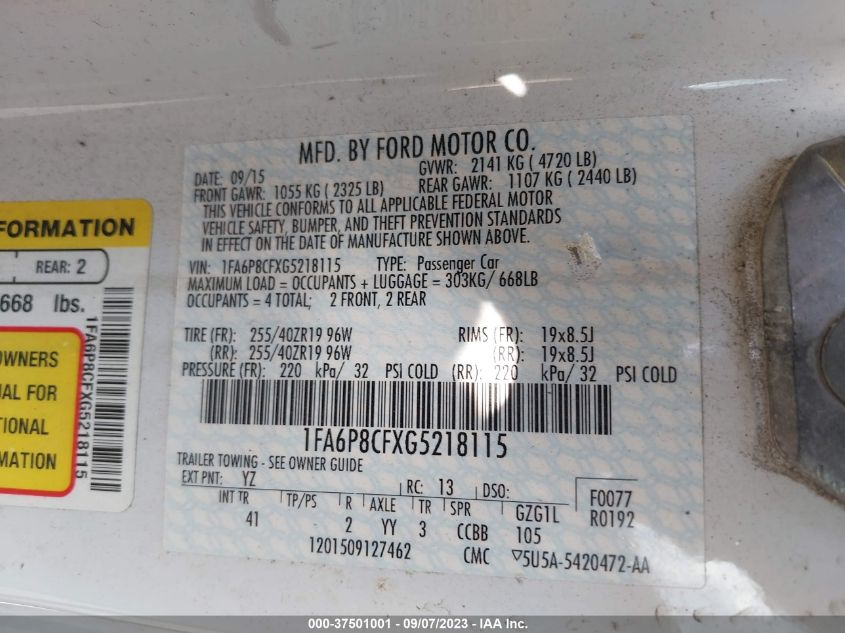 MFD. BY FORD MOTOR CO.
DATE: 09/15 GVWR: 2141 KG ( 4720 LB)
FRONT GAWR: 1055 KG ( 2325 LB) REAR GAWR: 1107 KG ( 2440 LB)
THIS VEHICLE CONFORMS TO ALL APPLICABLE FEDERAL MOTOR
VEHICLE SAFETY, BUMPER, AND THEFT PREVENTION STANDARDS
IN EFFECT ON THE DATE OF MANUFACTURE SHOWN ABOVE.
VIN: 1FA6P8CFXG5218115 TYPE: Passenger Car
MAXIMUM LOAD = OCCUPANTS + LUGGAGE = 303KG/ 668LB
OCCUPANTS = 4 TOTAL; 2 FRONT, 2 REAR
TIRE (FR): 255/40ZR19 96W RIMS (FR): 19x8.5J
(RR): 255/40ZR19 96W (RR): 19x8.5J
PRESSURE (FR): 220 kPa/ 32 PSI COLD (RR): 220 kPa/ 32 PSI COLD
1FA6P8CFXG5218115
TRAILER TOWING - SEE OWNER GUIDE
EXT PNT: YZ RC: 13 DSO: F0077
INT TR TP/PS R AXLE TR SPR GZG1L R0192
41 2 YY 3 CCBB 105
1201509127462 CMC ▽5U5A-5420472-AA
FORMATION
REAR: 2
668 lbs.
OWNERS
UAL FOR
TIONAL
MATION
1FA6P8CFXG5218115
000-37501001 - 09/07/2023 - IAA Inc.